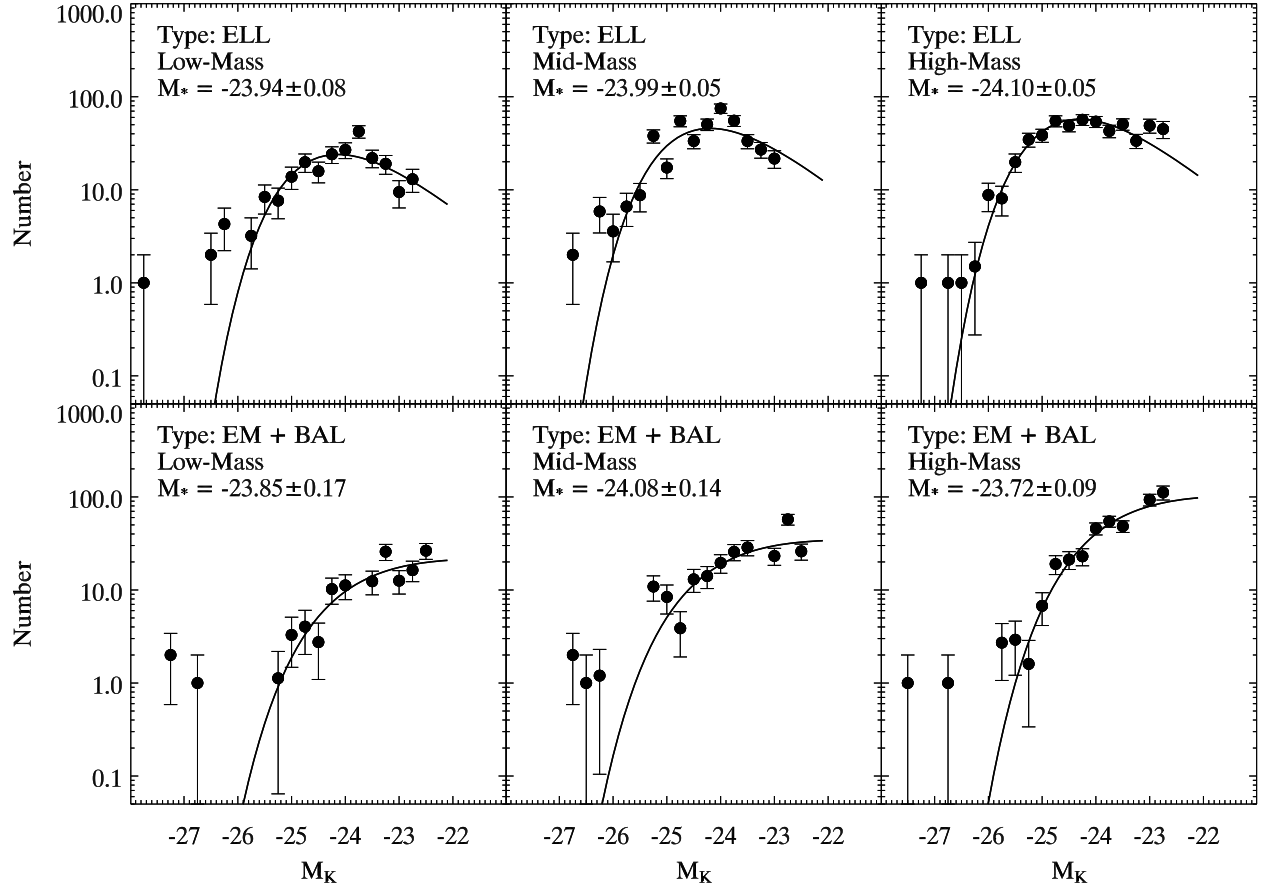 1000.0
100.0
10.0
1.0
0.1
Number
Type: ELL
Low-Mass
M* = -23.94±0.08
Type: ELL
Mid-Mass
M* = -23.99±0.05
Type: ELL
High-Mass
M* = -24.10±0.05
1000.0
100.0
10.0
1.0
0.1
Number
Type: EM + BAL
Low-Mass
M* = -23.85±0.17
Type: EM + BAL
Mid-Mass
M* = -24.08±0.14
Type: EM + BAL
High-Mass
M* = -23.72±0.09
-27 -26 -25 -24 -23 -22
-27 -26 -25 -24 -23 -22
-27 -26 -25 -24 -23 -22
MK
MK
MK